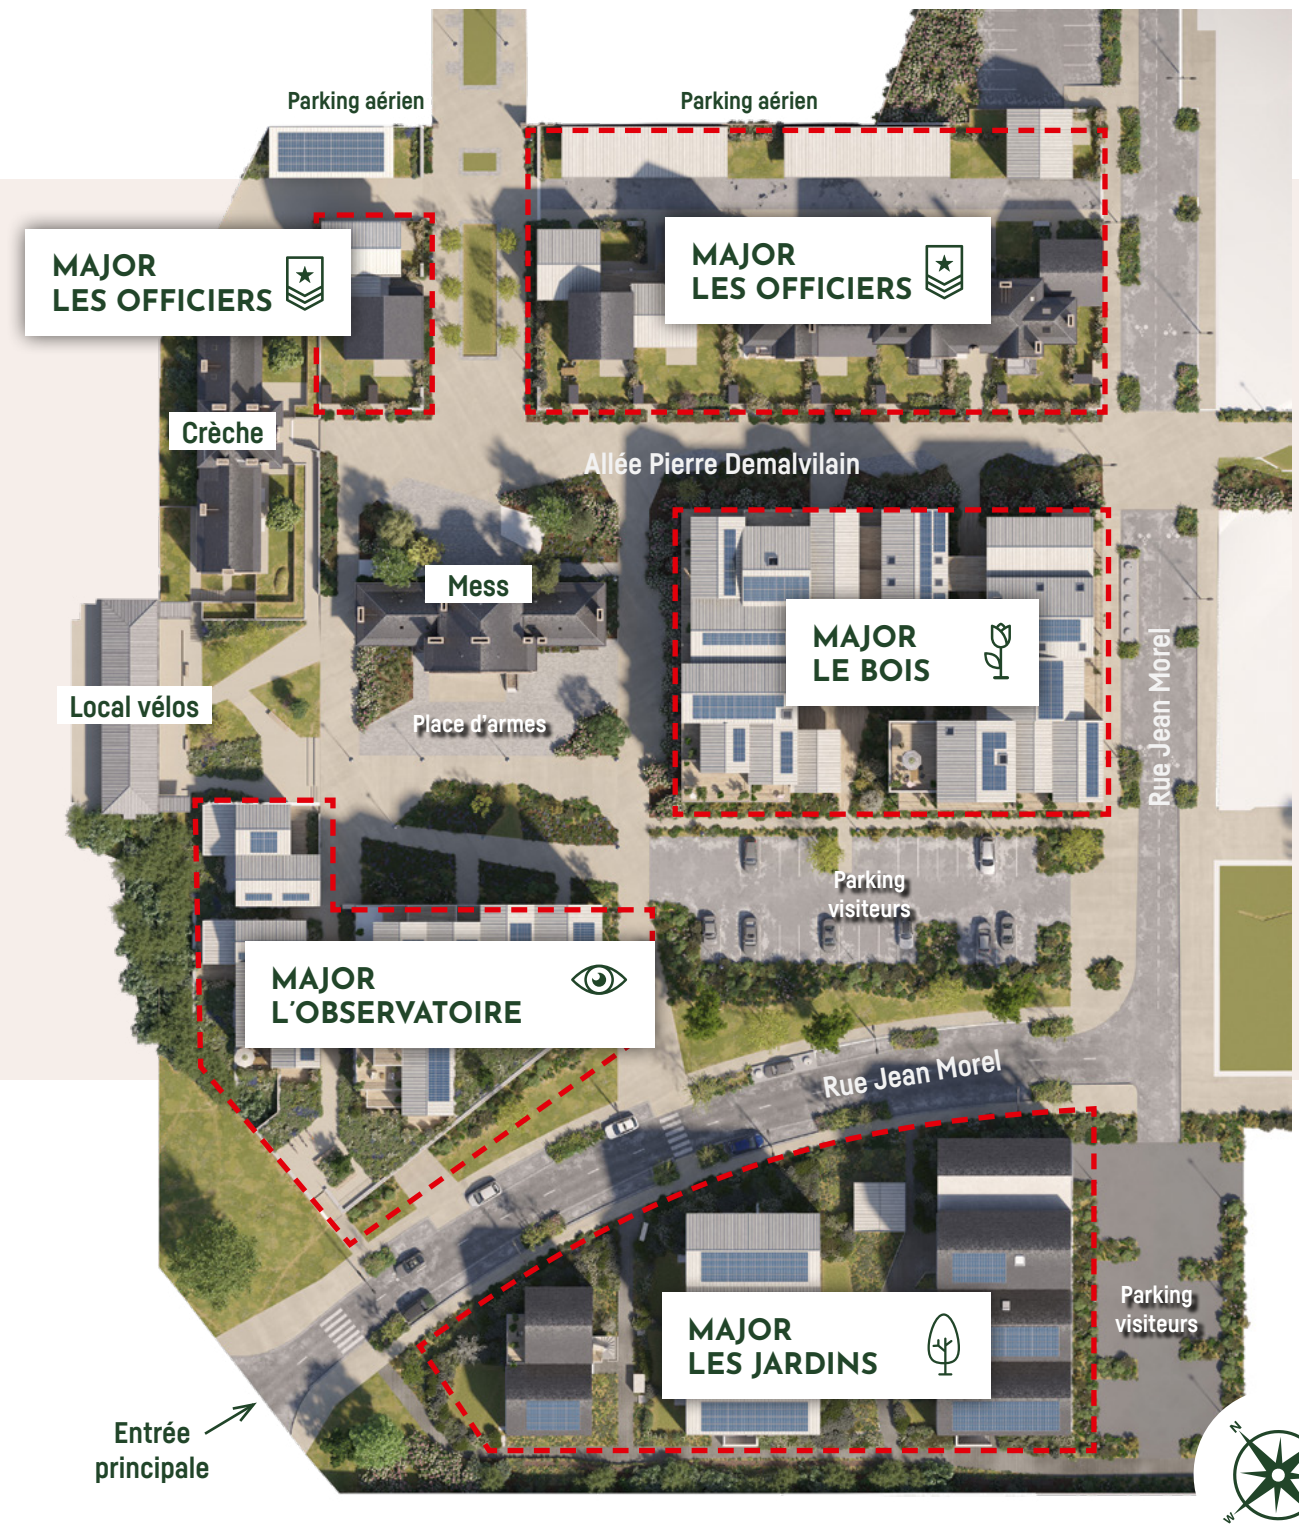 Parking aérien
Parking aérien
MAJOR
LES OFFICIERS
MAJOR
LES OFFICIERS
Crèche
Allée Pierre Demalvilain
Mess
MAJOR
LE BOIS
Rue Jean Morel
Local vélos
Place d'armes
Parking
visiteurs
MAJOR
L'OBSERVATOIRE
Rue Jean Morel
Parking
visiteurs
MAJOR
LES JARDINS
Entrée
principale
N
W